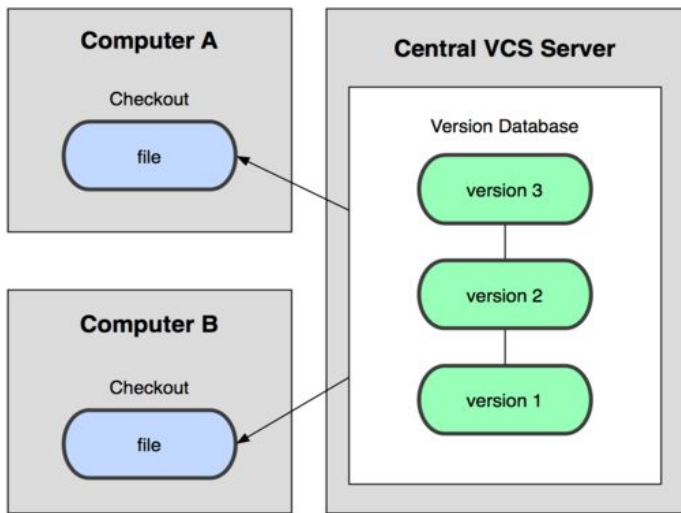 Computer A
Checkout
file
Computer B
Checkout
file
Central VCS Server
Version Database
version 3
version 2
version 1